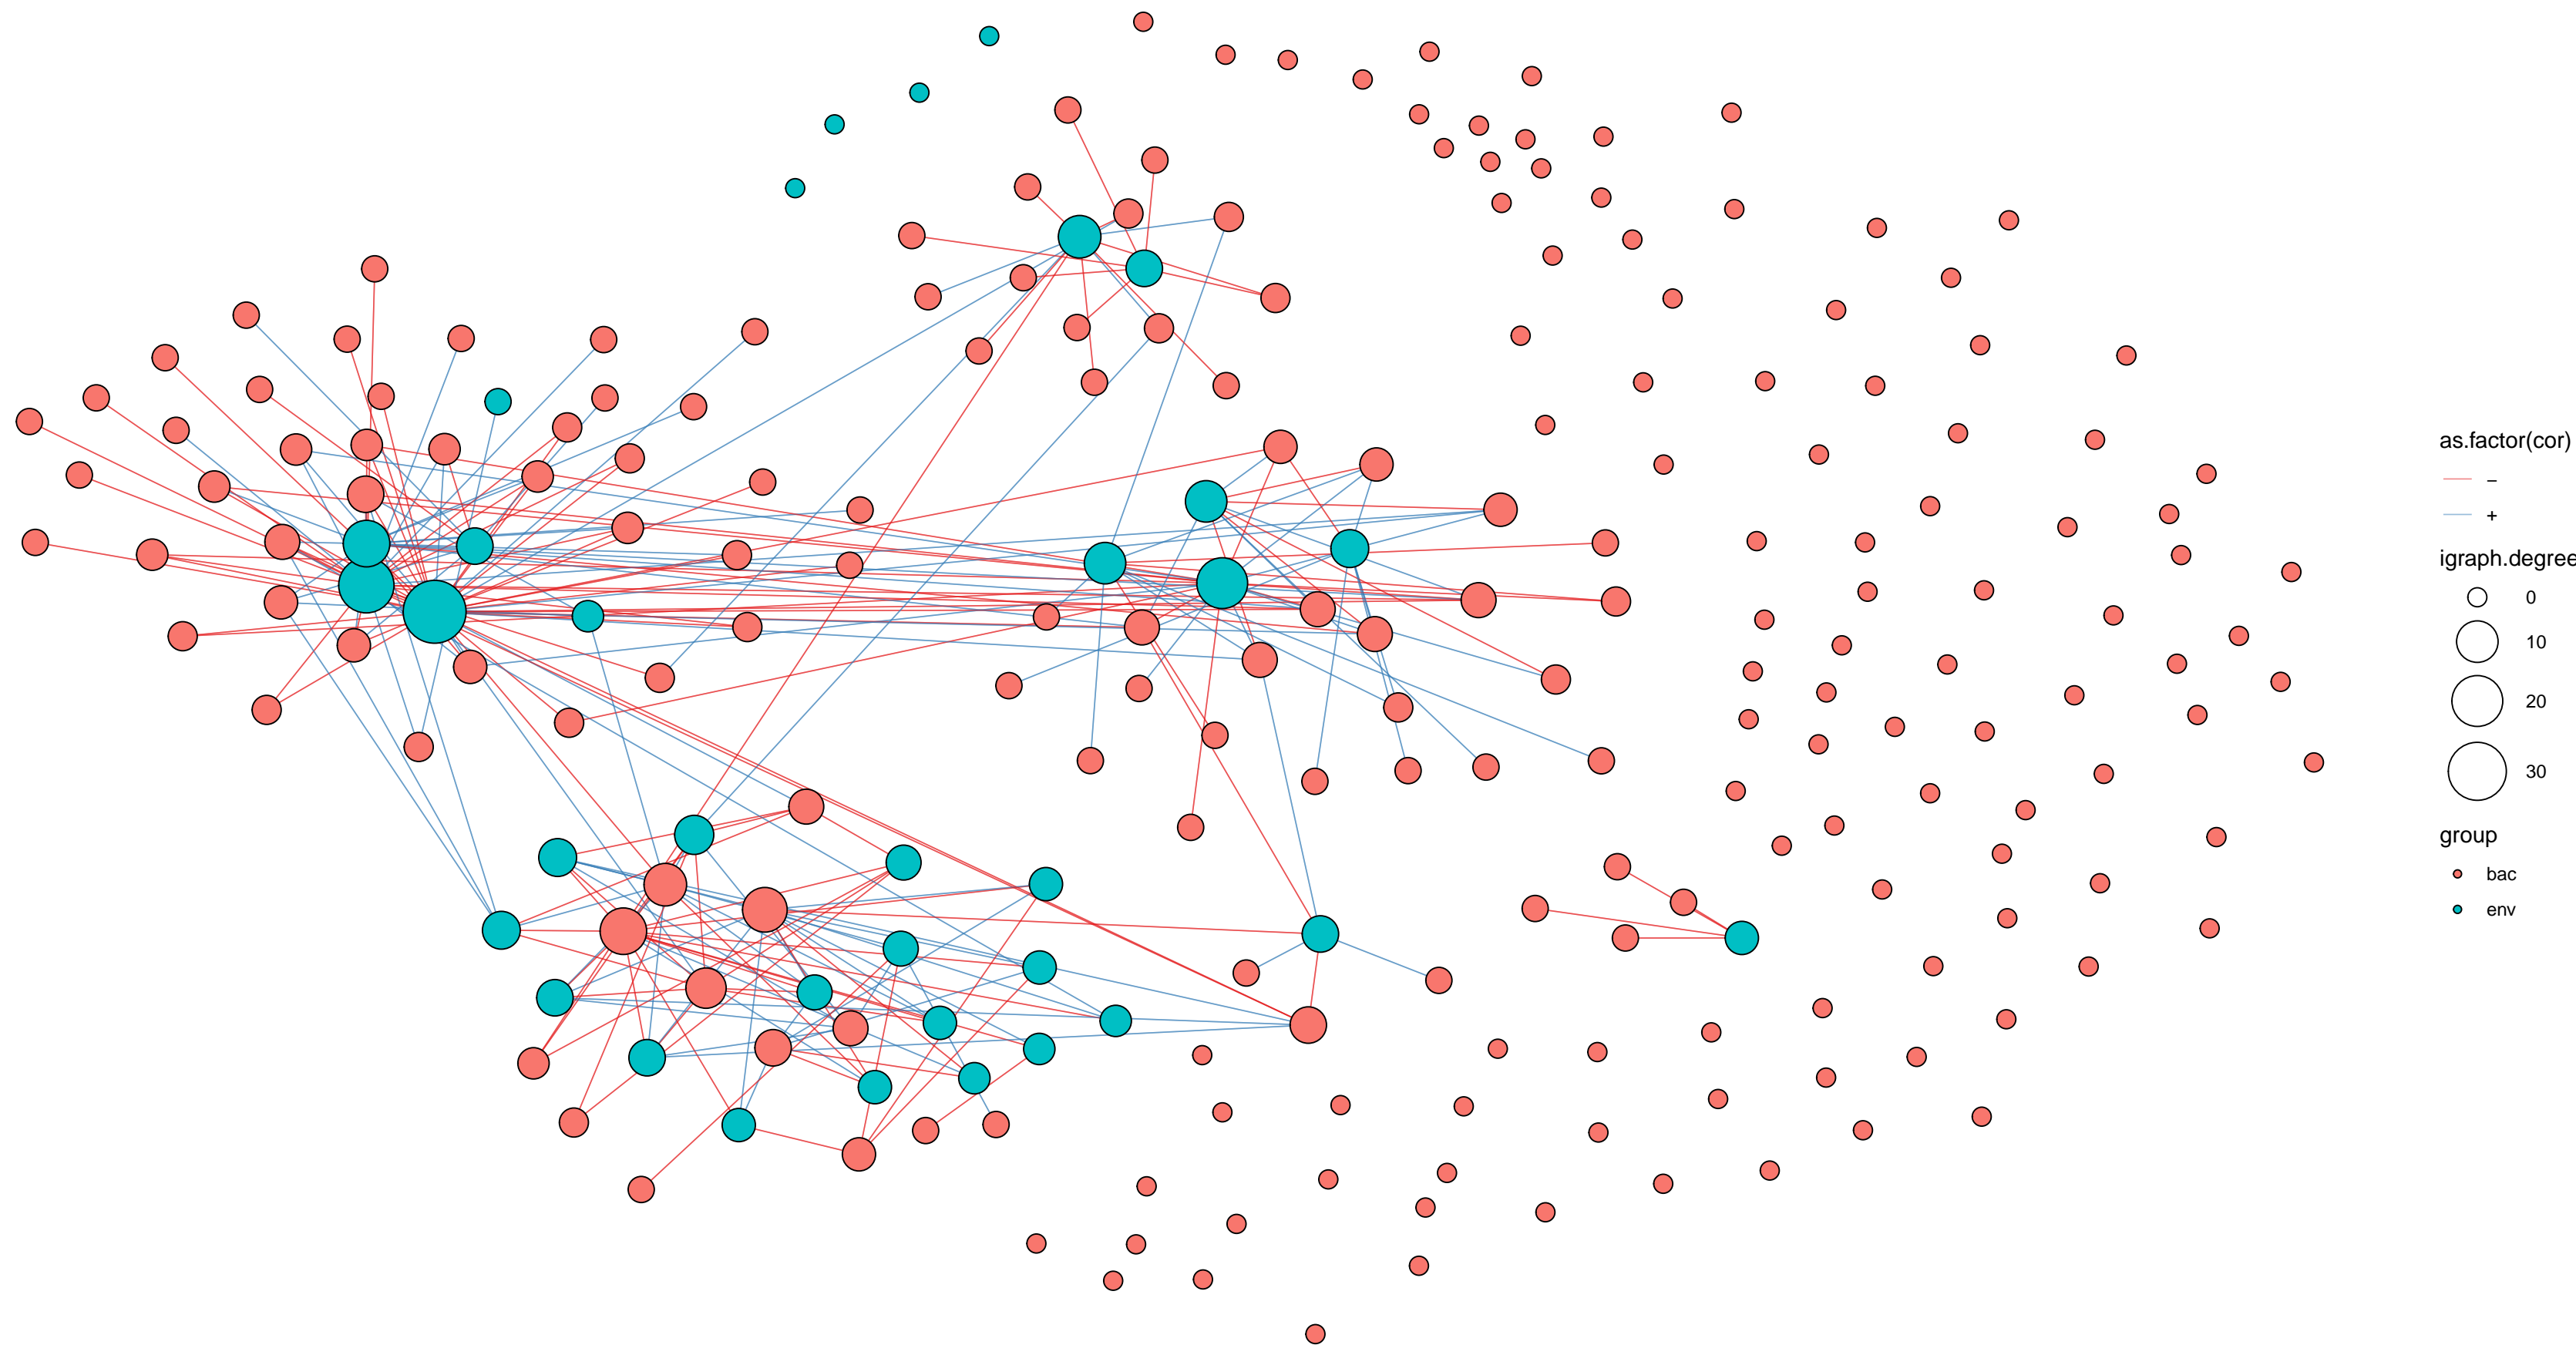 as.factor(cor)
−
+
igraph.degree
0
10
20
30
group
bac
env